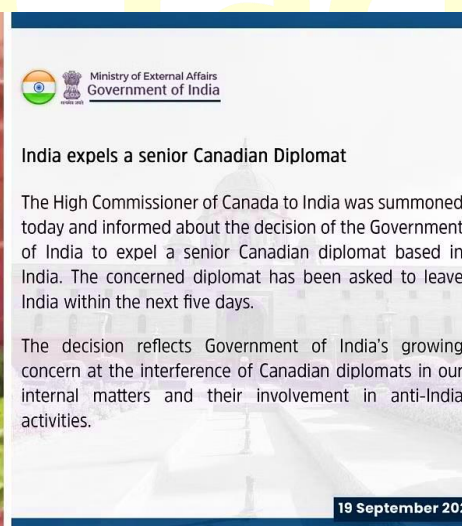 Ministry of External Affairs
Government of India
India expels a senior Canadian Diplomat
The High Commissioner of Canada to India was summoned
today and informed about the decision of the Government
of India to expel a senior Canadian diplomat based in
India. The concerned diplomat has been asked to leave
India within the next five days.
The decision reflects Government of India's growing
concern at the interference of Canadian diplomats in our
internal matters and their involvement in anti-India
activities.
19 September